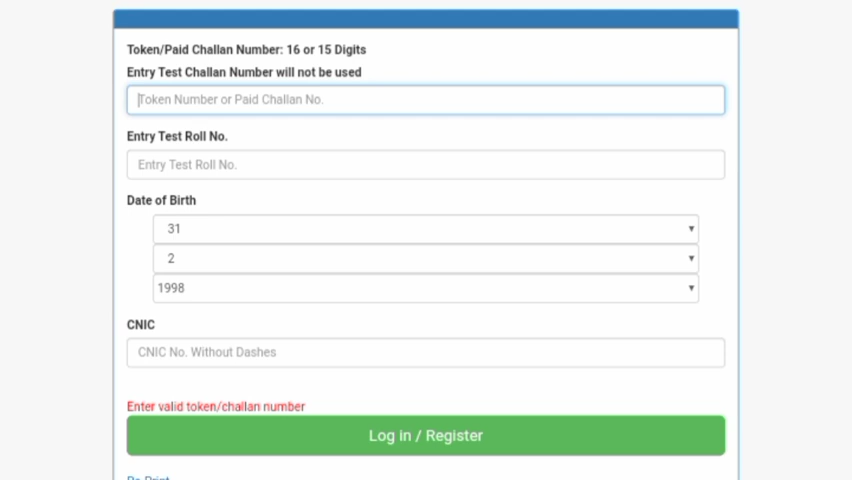 Token/Paid Challan Number: 16 or 15 Digits
Entry Test Challan Number will not be used
Token Number or Paid Challan No.
Entry Test Roll No.
Entry Test Roll No.
Date of Birth
31
2
1998
CNIC
CNIC No. Without Dashes
Enter valid token/challan number
Log in / Register
Re-Print